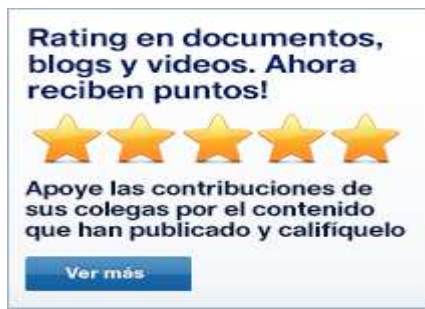 Rating en documentos,
blogs y videos. Ahora
reciben puntos!
Apoye las contribuciones de
sus colegas por el contenido
que han publicado y califíquelo
Ver más